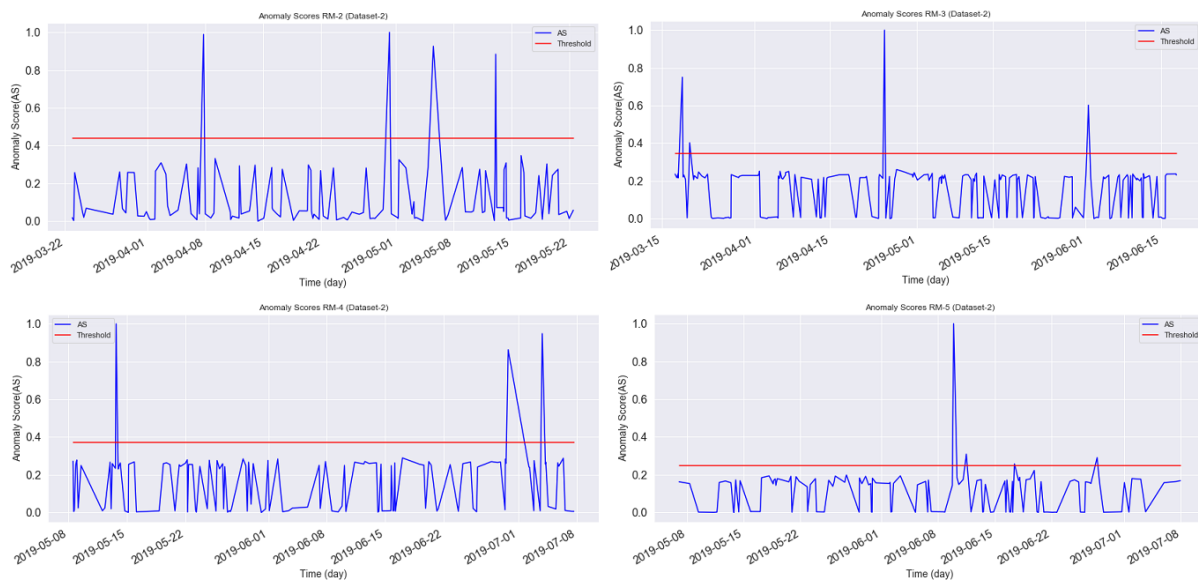 Anomaly Scores RM-2 (Dataset-2)
Anomaly Score(AS)
1.0
0.8
0.6
0.4
0.2
0.0
AS
Threshold
2019-03-22
2019-04-01
2019-04-08
2019-04-15
2019-04-22
2019-05-01
2019-05-08
2019-05-15
2019-05-22
Time (day)
Anomaly Scores RM-3 (Dataset-2)
Anomaly Score(AS)
1.0
0.8
0.6
0.4
0.2
0.0
AS
Threshold
2019-03-15
2019-04-01
2019-04-15
2019-05-01
2019-05-15
2019-06-01
2019-06-15
Time (day)
Anomaly Scores RM-4 (Dataset-2)
Anomaly Score(AS)
1.0
0.8
0.6
0.4
0.2
0.0
AS
Threshold
2019-05-08
2019-05-15
2019-05-22
2019-06-01
2019-06-08
2019-06-15
2019-06-22
2019-07-01
2019-07-08
Time (day)
Anomaly Scores RM-5 (Dataset-2)
Anomaly Score(AS)
1.0
0.8
0.6
0.4
0.2
0.0
AS
Threshold
2019-05-08
2019-05-15
2019-05-22
2019-06-01
2019-06-08
2019-06-15
2019-06-22
2019-07-01
2019-07-08
Time (day)